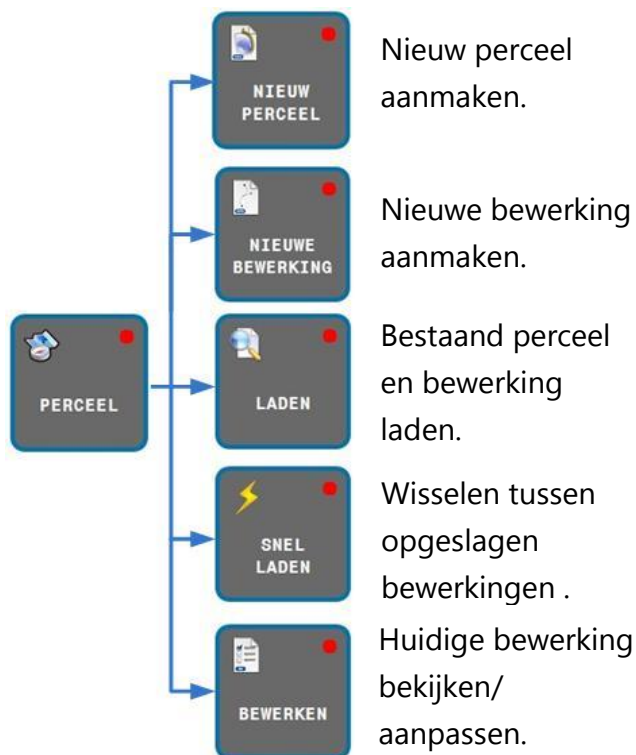 NIEUW
PERCEEL
Nieuw perceel
aanmaken.
NIEUWE
BEWERKING
Nieuwe bewerking
aanmaken.
PERCEEL
LADEN
Bestaand perceel
en bewerking
laden.
SNEL
LADEN
Wisselen tussen
opgeslagen
bewerkingen .
BEWERKEN
Huidige bewerking
bekijken/
aanpassen.